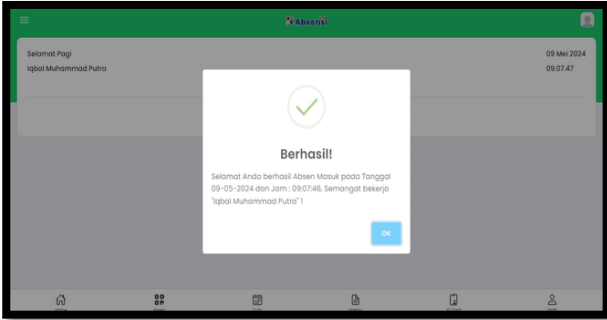 Absensi
Selamat Pagi
09 Mei 2024
Iqbal Muhammad Putra
09.07.47
Berhasil!
Selamat Anda berhasil Absen Masuk pada Tanggal
09-05-2024 dan Jam : 09:07:46, Semangat bekerja
"Iqbal Muhammad Putra" !
OK